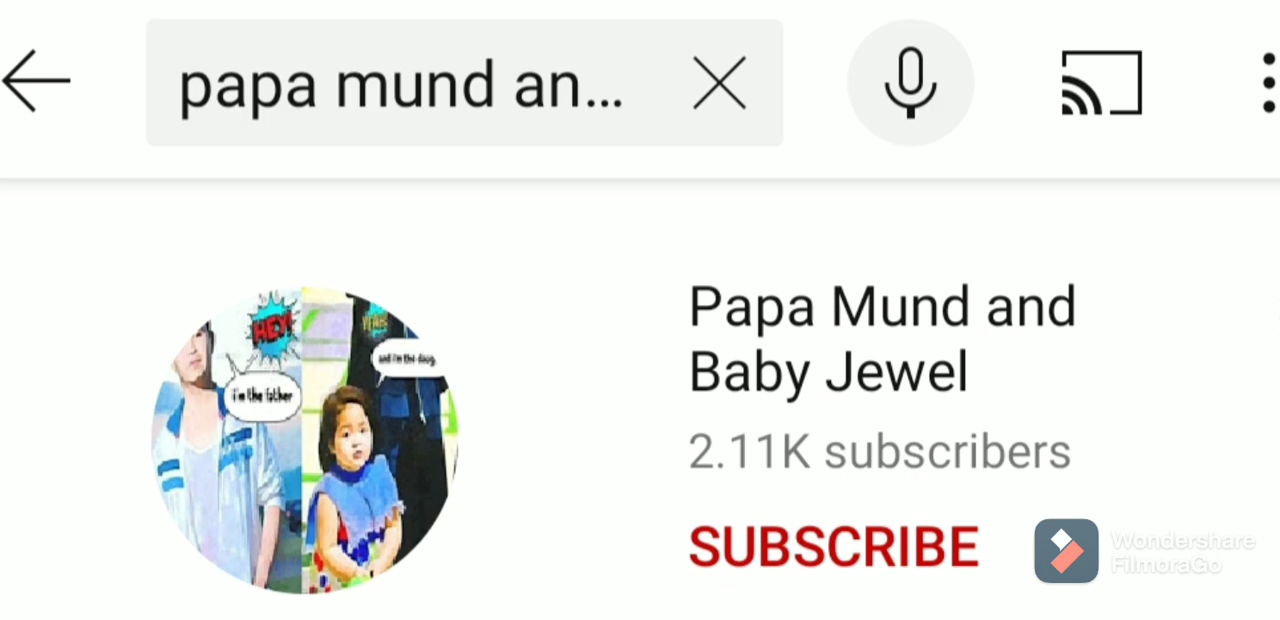 papa mund an...
HEY!
i'm the father
and i'm the daug
Papa Mund and
Baby Jewel
2.11K subscribers
SUBSCRIBE
Wondershare
FilmoraGo